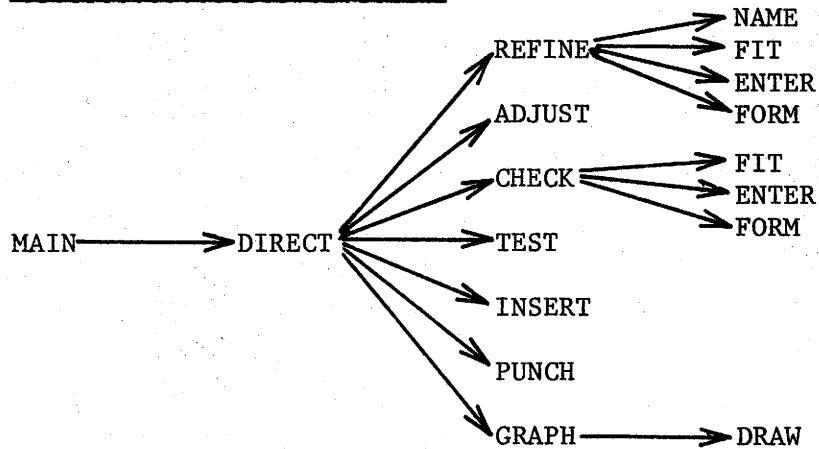 NAME
REFINE
FIT
ENTER
ADJUST
FORM
CHECK
FIT
ENTER
FORM
MAIN
DIRECT
TEST
INSERT
PUNCH
GRAPH
DRAW